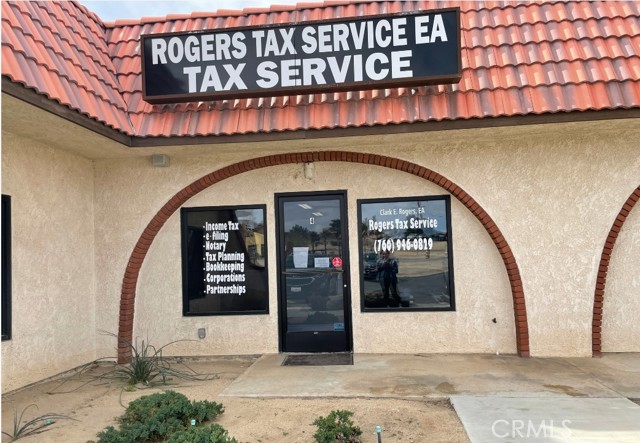 ROGERS TAX SERVICE EA
TAX SERVICE
4
-Income Tax
-e-Filing
-Notary
-Tax Planning
-Bookkeeping
-Corporations
-Partnerships
Clark E. Rogers, EA
Rogers Tax Service
(760) 946-0819
CRMLS